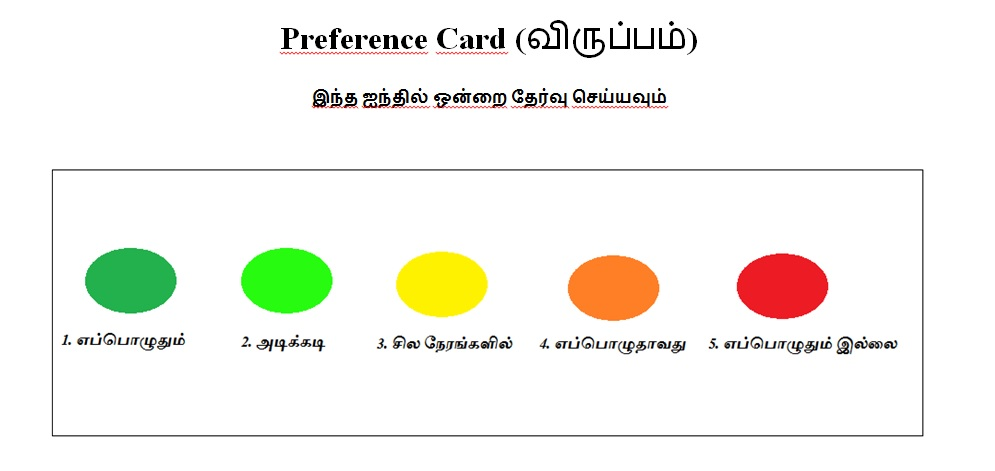 Preference Card (விருப்பம்)
இந்த ஐந்தில் ஒன்றை தேர்வு செய்யவும்
1. எப்பொழுதும் 2. அடிக்கடி 3. சில நேரங்களில் 4. எப்பொழுதாவது 5. எப்பொழுதும் இல்லை